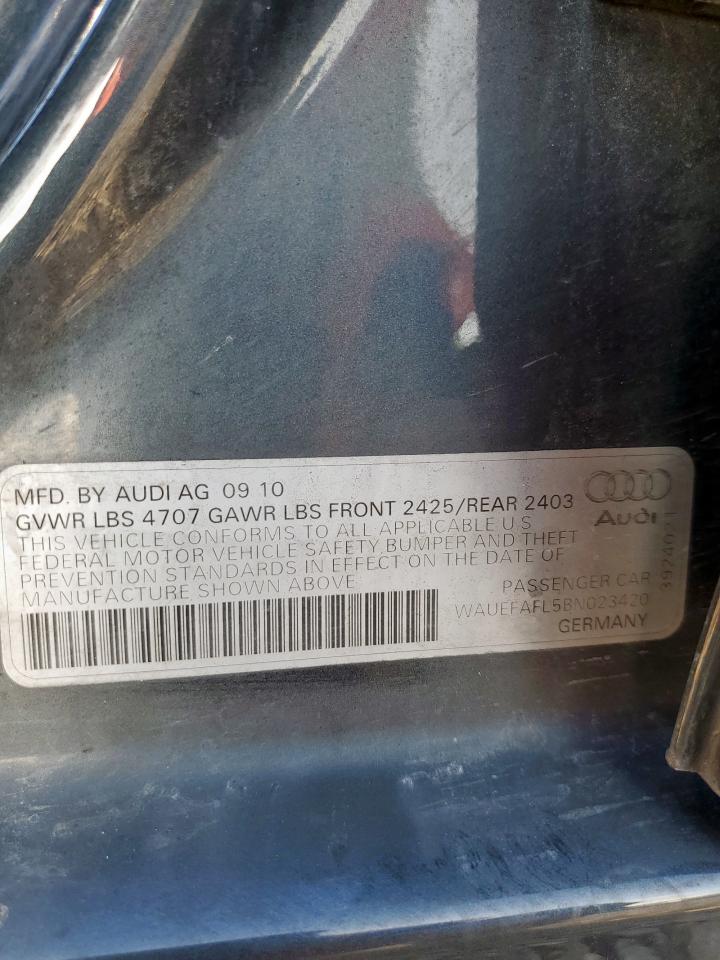 MFD. BY AUDI AG 09 10
GVWR LBS 4707 GAWR LBS FRONT 2425/REAR 2403
THIS VEHICLE CONFORMS TO ALL APPLICABLE U S
FEDERAL MOTOR VEHICLE SAFETY, BUMPER AND THEFT
PREVENTION STANDARDS IN EFFECT ON THE DATE OF
MANUFACTURE SHOWN ABOVE
Audi
PASSENGER CAR
WAUEFAFL5BN023420
GERMANY
3924021